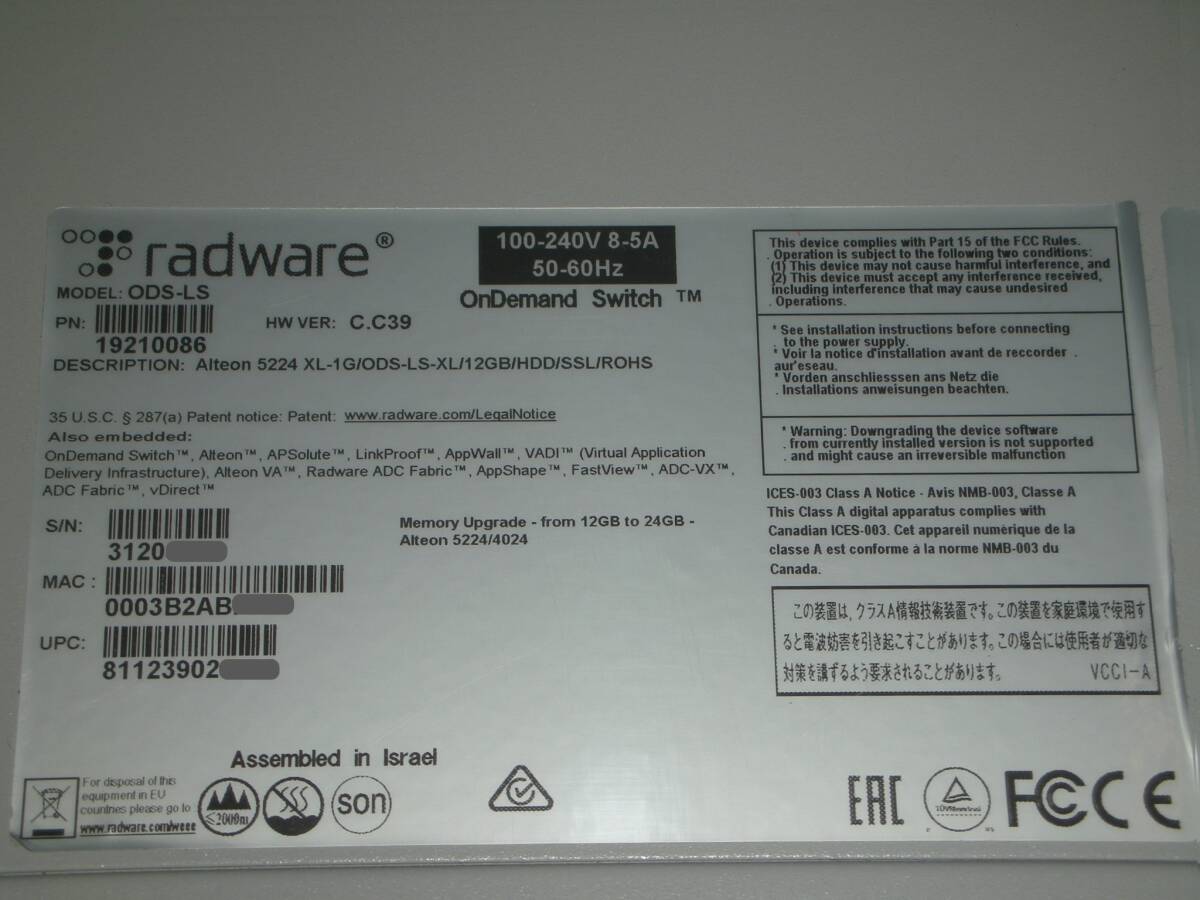 radware®
100-240V 8-5A
50-60Hz
OnDemand Switch ™
MODEL: ODS-LS
PN:
19210086
HW VER: C.C39
DESCRIPTION: Alteon 5224 XL-1G/ODS-LS-XL/12GB/HDD/SSL/ROHS
35 U.S.C. § 287(a) Patent notice: Patent: www.radware.com/LegalNotice
Also embedded:
OnDemand Switch™, Alteon™, APSolute™, LinkProof™, AppWall™, VADI™ (Virtual Application
Delivery Infrastructure), Alteon VA™, Radware ADC Fabric™, AppShape™, FastView™, ADC-VX™,
ADC Fabric™, vDirect™
S/N:
3120
Memory Upgrade - from 12GB to 24GB -
Alteon 5224/4024
MAC :
0003B2AB
UPC:
81123902
Assembled in Israel
For disposal of this
equipment in EU
countries please go to
www.radware.com/weee
≤2000m
son
This device complies with Part 15 of the FCC Rules.
. Operation is subject to the following two conditions:
(1) This device may not cause harmful interference, and
(2) This device must accept any interference received,
including interference that may cause undesired
. Operations.
* See installation instructions before connecting
. to the power supply.
* Voir la notice d'installation avant de reccorder .
aur'eseau.
* Vorden anschliesssen ans Netz die
. Installations anweisungen beachten.
* Warning: Downgrading the device software
. from currently installed version is not supported
. and might cause an irreversible malfunction
ICES-003 Class A Notice - Avis NMB-003, Classe A
This Class A digital apparatus complies with
Canadian ICES-003. Cet appareil numérique de la
classe A est conforme à la norme NMB-003 du
Canada.
この装置は、クラスA情報技術装置です。この装置を家庭環境で使用す
ると電波妨害を引き起こすことがあります。この場合には使用者が適切な
対策を講ずるよう要求されることがあります。 VCCI-A
EAC
FCC CE